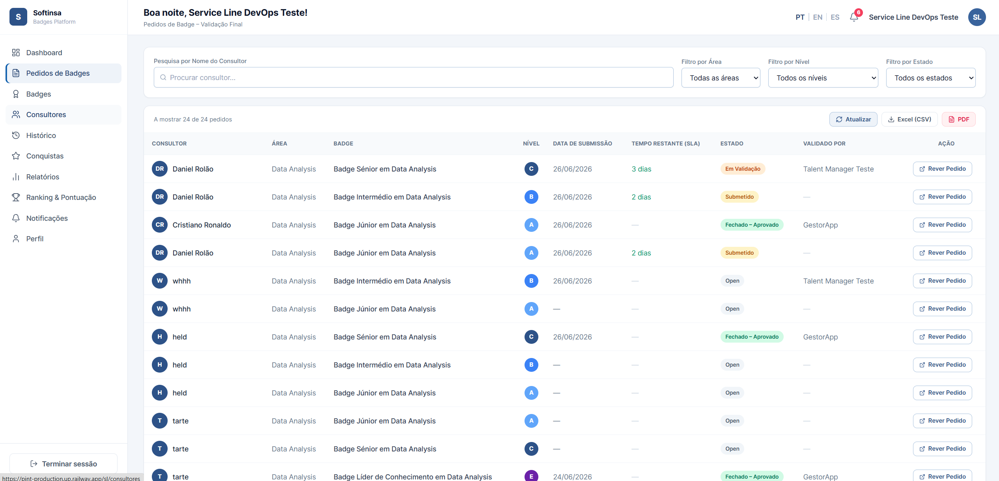 S
Softinsa
Badges Platform
Boa noite, Service Line DevOps Teste!
Pedidos de Badge – Validação Final
PT EN ES
6
Service Line DevOps Teste
SL
Dashboard
Pedidos de Badges
Badges
Consultores
Histórico
Conquistas
Relatórios
Ranking & Pontuação
Notificações
Perfil
Terminar sessão
https://pint-production.up.railway.app/sl/consultores
Pesquisa por Nome do Consultor
Procurar consultor...
Filtro por Área
Todas as áreas
Filtro por Nível
Todos os níveis
Filtro por Estado
Todos os estados
A mostrar 24 de 24 pedidos
Atualizar
Excel (CSV)
PDF
CONSULTOR ÁREA BADGE NÍVEL DATA DE SUBMISSÃO TEMPO RESTANTE (SLA) ESTADO VALIDADO POR AÇÃO
DR Daniel Rolão Data Analysis Badge Sénior em Data Analysis C 26/06/2026 3 dias Em Validação Talent Manager Teste Rever Pedido
DR Daniel Rolão Data Analysis Badge Intermédio em Data Analysis B 26/06/2026 2 dias Submetido — Rever Pedido
CR Cristiano Ronaldo Data Analysis Badge Júnior em Data Analysis A 26/06/2026 — Fechado – Aprovado GestorApp Rever Pedido
DR Daniel Rolão Data Analysis Badge Júnior em Data Analysis A 26/06/2026 2 dias Submetido — Rever Pedido
W whhh Data Analysis Badge Intermédio em Data Analysis B 26/06/2026 — Open Talent Manager Teste Rever Pedido
W whhh Data Analysis Badge Júnior em Data Analysis A — — Open — Rever Pedido
H held Data Analysis Badge Sénior em Data Analysis C 26/06/2026 — Fechado – Aprovado GestorApp Rever Pedido
H held Data Analysis Badge Intermédio em Data Analysis B — — Open — Rever Pedido
H held Data Analysis Badge Júnior em Data Analysis A — — Open — Rever Pedido
T tarte Data Analysis Badge Júnior em Data Analysis A — — Open — Rever Pedido
T tarte Data Analysis Badge Sénior em Data Analysis C — — Open — Rever Pedido
T tarte Data Analysis Badge Líder de Conhecimento em Data Analysis E 24/06/2026 — Fechado – Aprovado GestorApp Rever Pedido